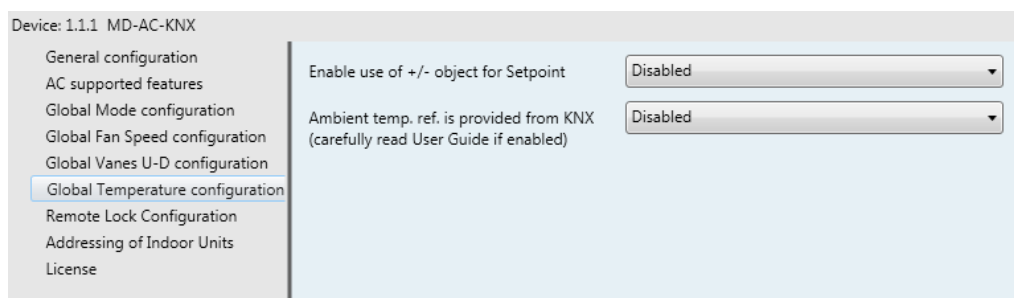 Device: 1.1.1 MD-AC-KNX
General configuration
AC supported features
Global Mode configuration
Global Fan Speed configuration
Global Vanes U-D configuration
Global Temperature configuration
Remote Lock Configuration
Addressing of Indoor Units
License
Enable use of +/- object for Setpoint
Disabled
Ambient temp. ref. is provided from KNX
(carefully read User Guide if enabled)
Disabled